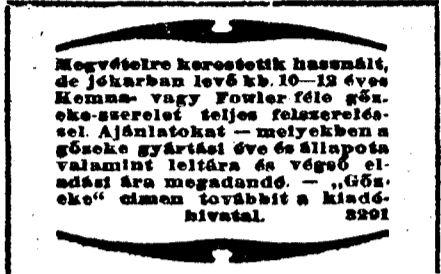 Megvételre kerestetik használt,
de jókarban levő kb. 10—12 éves
Kemna- vagy Fowler féle gőz-
eke-szerelet teljes felszerelés-
sel. Ajánlatokat — melyekben a
gőzeke gyártási éve és állapota
valamint leltára és végső el-
adási ára megadandó. — „Gőz-
eke“ címen továbbit a kiadó-
hivatal. 3291